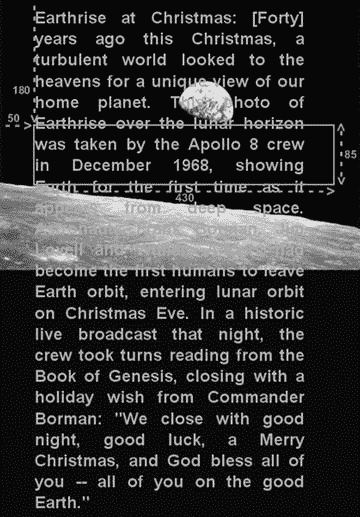 Earthrise at Christmas: [Forty]
years ago this Christmas, a
turbulent world looked to the
heavens for a unique view of our
180
home planet. This photo of
50
Earthrise over the lunar horizon
was taken by the Apollo 8 crew
85
in December 1968, showing
Earth for the first time as it
430
appears from deep space.
Lovell and
become the first humans to leave
Earth orbit, entering lunar orbit
on Christmas Eve. In a historic
live broadcast that night, the
crew took turns reading from the
Book of Genesis, closing with a
holiday wish from Commander
Borman: "We close with good
night, good luck, a Merry
Christmas, and God bless all of
you -- all of you on the good
Earth."